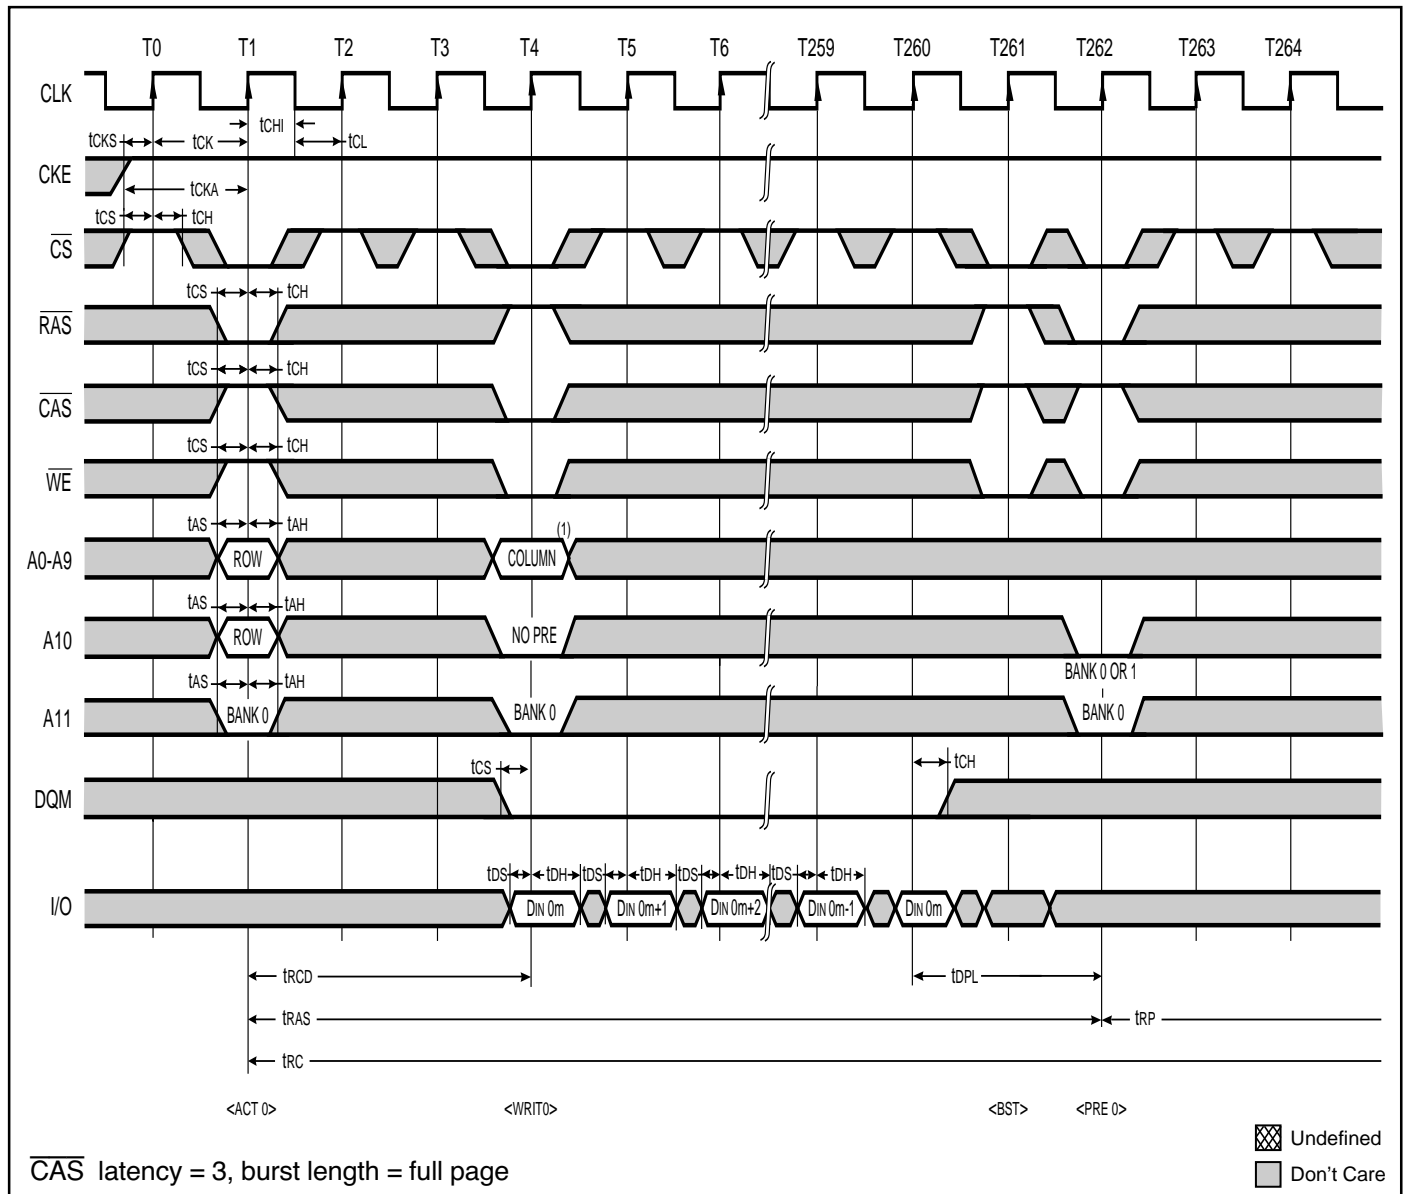 T0 T1 T2 T3 T4 T5 T6 T259 T260 T261 T262 T263 T264
CLK
tCHI
tCKS tCK tCL
CKE
tCKA
tCS tCH
CS
tCS tCH
RAS
tCS tCH
CAS
tCS tCH
WE
tAS tAH (1)
A0-A9 ROW COLUMN
tAS tAH
A10 ROW NO PRE
BANK 0 OR 1
tAS tAH
A11 BANK 0 BANK 0 BANK 0
tCS tCH
DQM
tDS tDH tDS tDH tDS tDH tDS tDH
I/O DIN 0m DIN 0m+1 DIN 0m+2 DIN 0m-1 DIN 0m
tRCD tDPL
tRAS tRP
tRC
<ACT 0> <WRIT0> <BST> <PRE 0>
Undefined
CAS latency = 3, burst length = full page
Don't Care